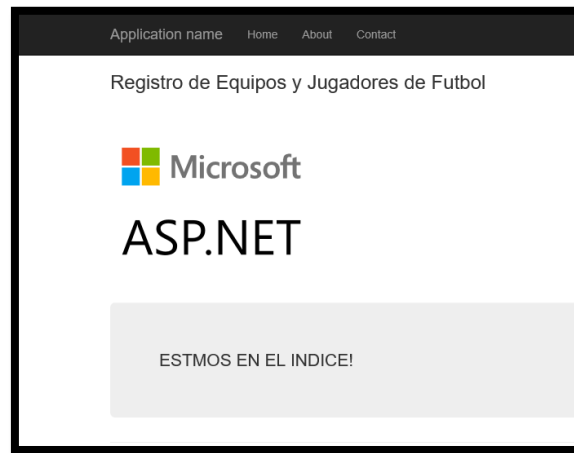 Application name Home About Contact
Registro de Equipos y Jugadores de Futbol
Microsoft
ASP.NET
ESTMOS EN EL INDICE!